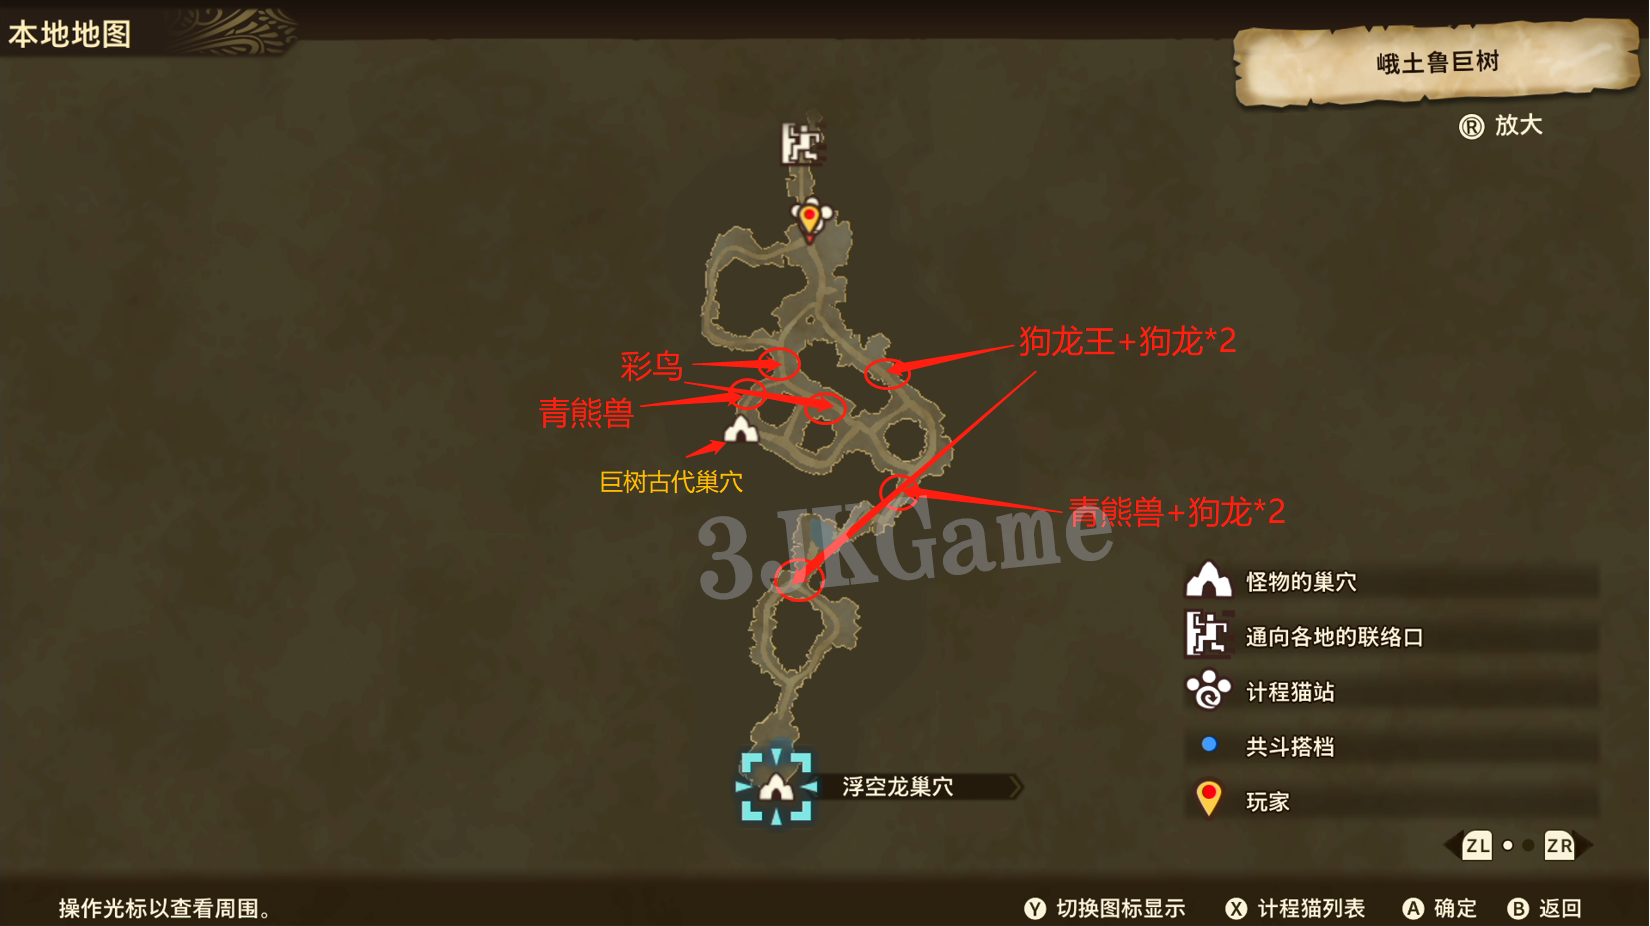 本地地图
峨土鲁巨树
R 放大
狗龙王+狗龙*2
彩鸟
青熊兽
巨树古代巢穴
青熊兽+狗龙*2
3.JKGame
怪物的巢穴
通向各地的联络口
计程猫站
共斗搭档
玩家
浮空龙巢穴
ZL ZR
操作光标以查看周围。
Y 切换图标显示 X 计程猫列表 A 确定 B 返回